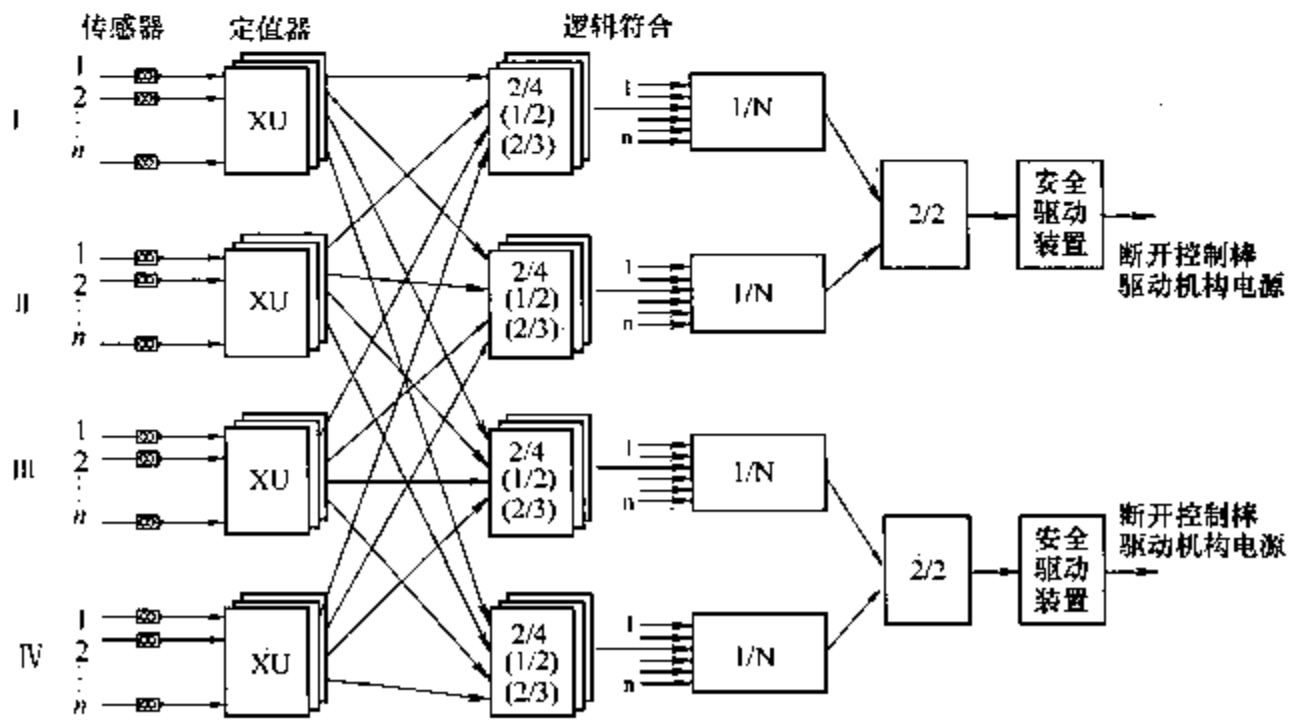 传感器 定值器 逻辑符合
I
1
2
n
XU
2/4
(1/2)
(2/3)
1
n
1/N
2/2
安全
驱动
装置
断开控制棒
驱动机构电源
II
1
2
n
XU
2/4
(1/2)
(2/3)
1
n
1/N
III
1
2
n
XU
2/4
(1/2)
(2/3)
1
n
1/N
2/2
安全
驱动
装置
断开控制棒
驱动机构电源
IV
1
2
n
XU
2/4
(1/2)
(2/3)
1
n
1/N